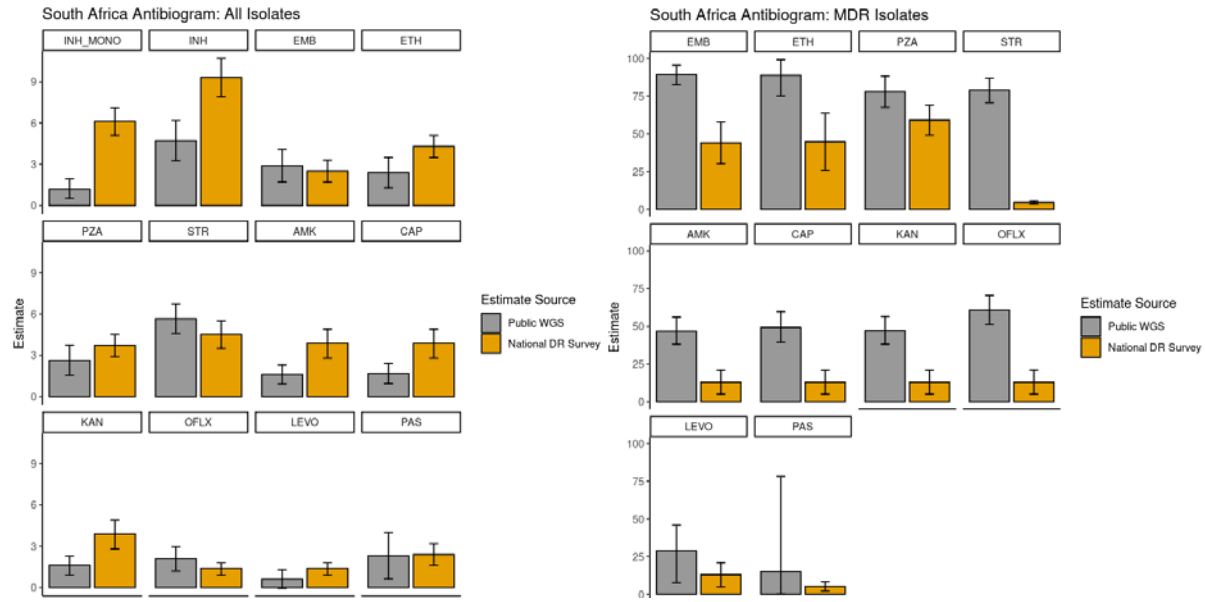 South Africa Antibiogram: All Isolates
INH_MONO INH EMB ETH
9
6
3
0
PZA STR AMK CAP
9
6
3
0
KAN OFLX LEVO PAS
9
6
3
0
Estimate
Estimate Source
Public WGS
National DR Survey
South Africa Antibiogram: MDR Isolates
EMB ETH PZA STR
100
75
50
25
0
AMK CAP KAN OFLX
100
75
50
25
0
LEVO PAS
100
75
50
25
0
Estimate
Estimate Source
Public WGS
National DR Survey